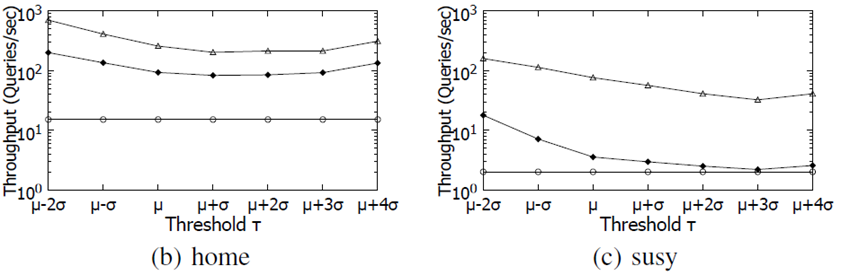 Throughput (Queries/sec)
10³
10²
10¹
10⁰
μ-2σ μ-σ μ μ+σ μ+2σ μ+3σ μ+4σ
Threshold τ
(b) home
Throughput (Queries/sec)
10³
10²
10¹
10⁰
μ-2σ μ-σ μ μ+σ μ+2σ μ+3σ μ+4σ
Threshold τ
(c) susy